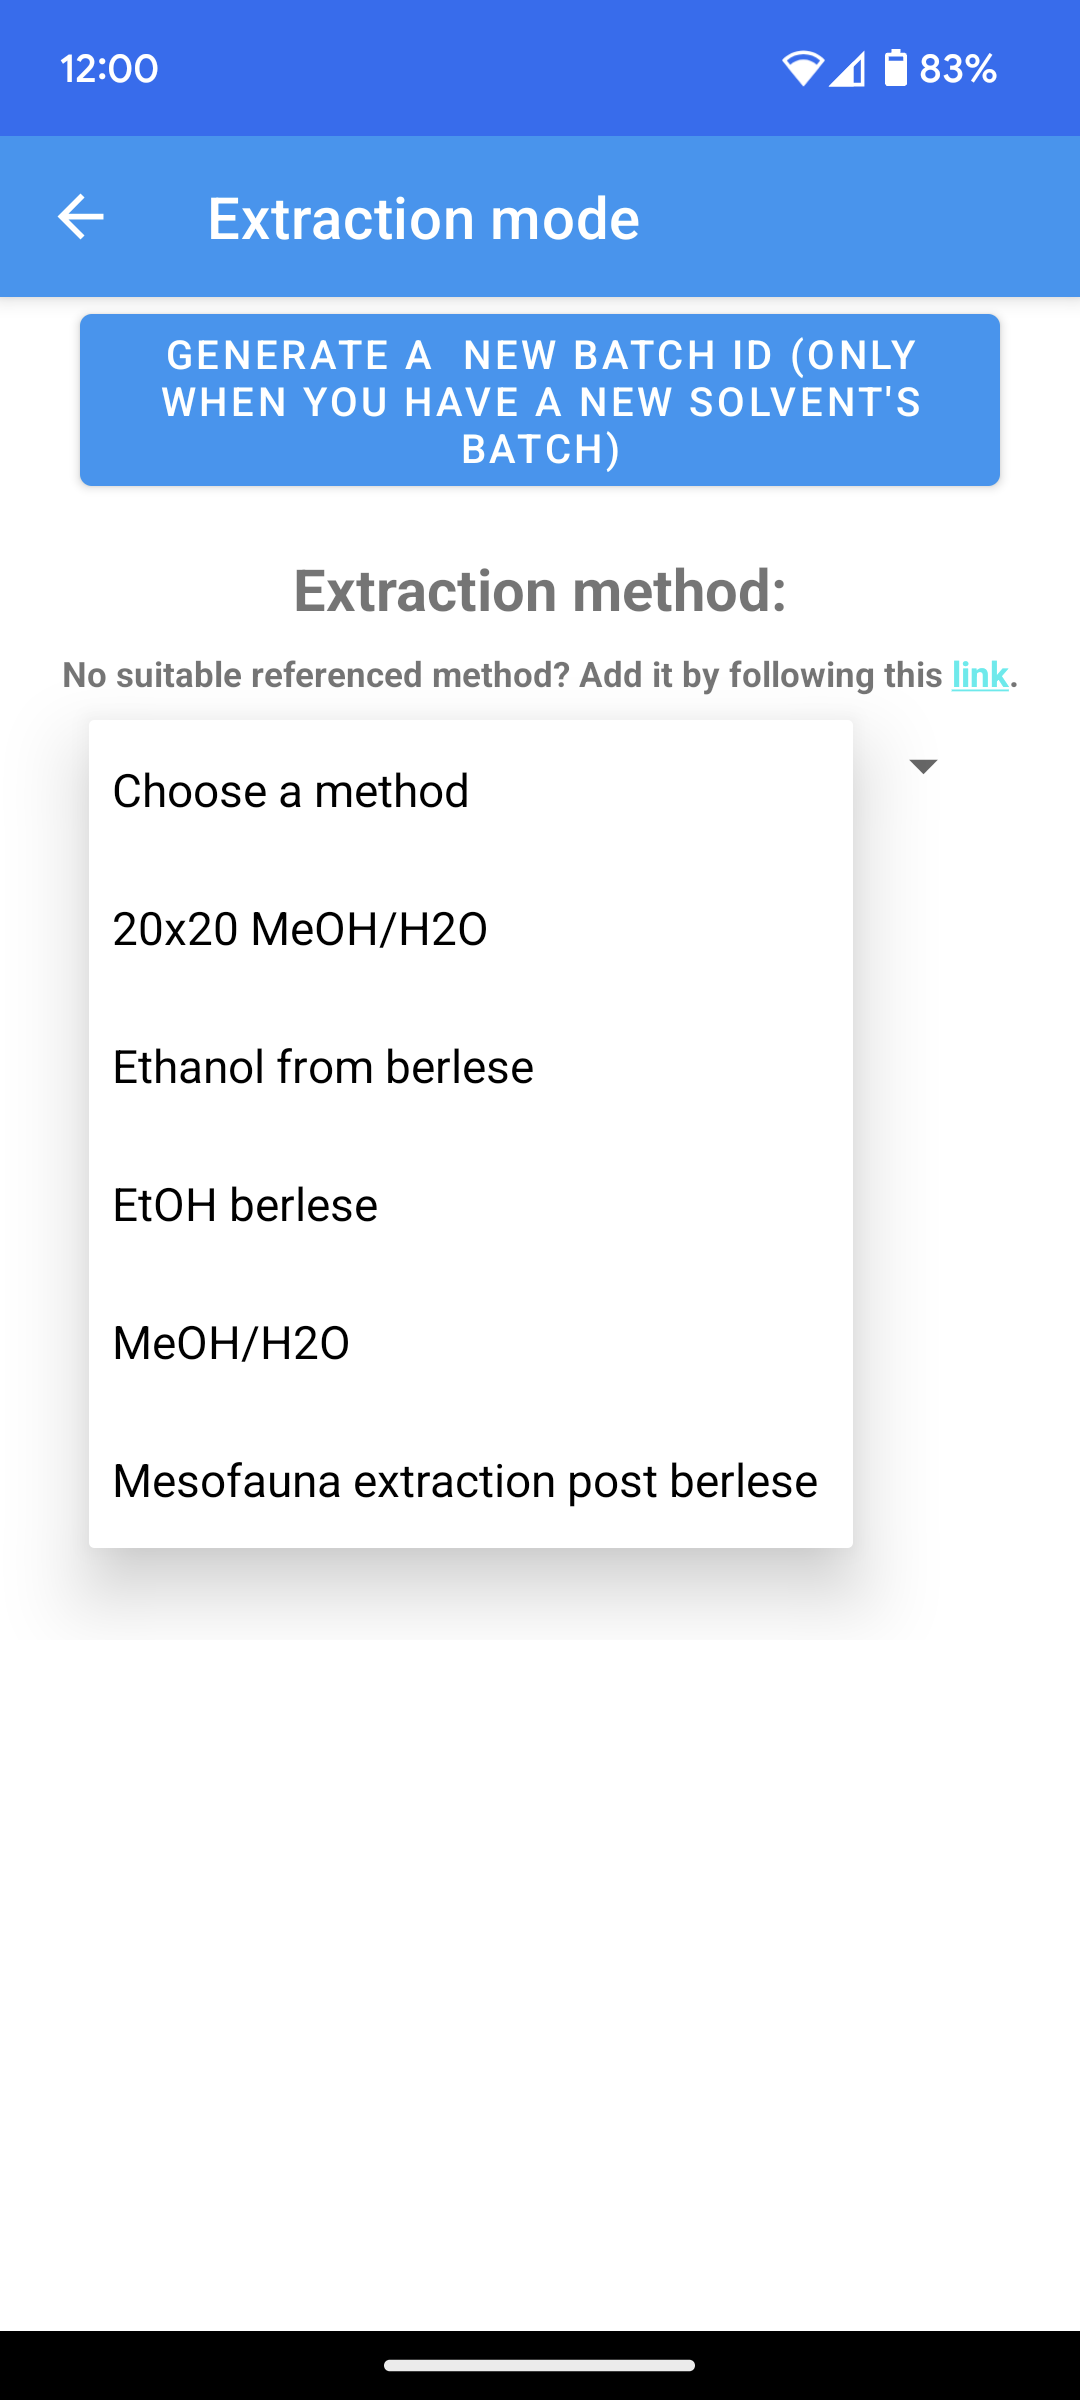 12:00
83%
Extraction mode
GENERATE A  NEW BATCH ID (ONLY
WHEN YOU HAVE A NEW SOLVENT'S
BATCH)
Extraction method:
No suitable referenced method? Add it by following this link.
Choose a method
20x20 MeOH/H2O
Ethanol from berlese
EtOH berlese
MeOH/H2O
Mesofauna extraction post berlese